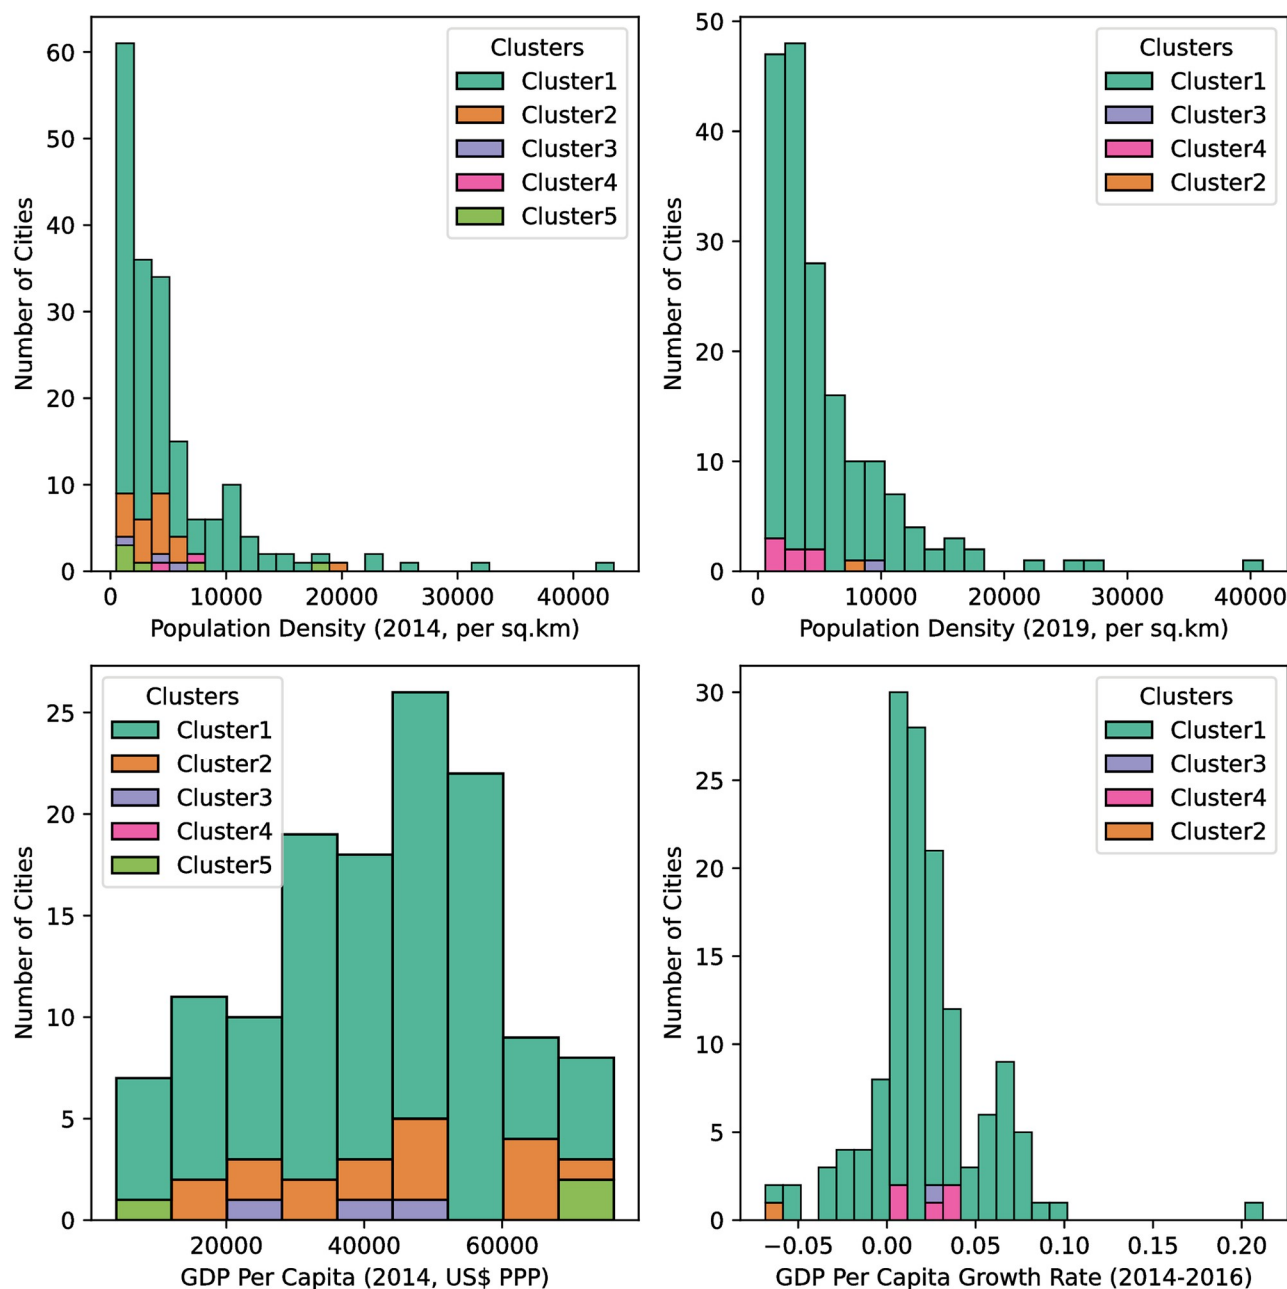 Clusters
Cluster1
Cluster2
Cluster3
Cluster4
Cluster5
60
50
40
30
20
10
0
Number of Cities
0 10000 20000 30000 40000
Population Density (2014, per sq.km)
Clusters
Cluster1
Cluster3
Cluster4
Cluster2
50
40
30
20
10
0
Number of Cities
0 10000 20000 30000 40000
Population Density (2019, per sq.km)
Clusters
Cluster1
Cluster2
Cluster3
Cluster4
Cluster5
25
20
15
10
5
0
Number of Cities
20000 40000 60000
GDP Per Capita (2014, US$ PPP)
Clusters
Cluster1
Cluster3
Cluster4
Cluster2
30
25
20
15
10
5
0
Number of Cities
−0.05 0.00 0.05 0.10 0.15 0.20
GDP Per Capita Growth Rate (2014-2016)